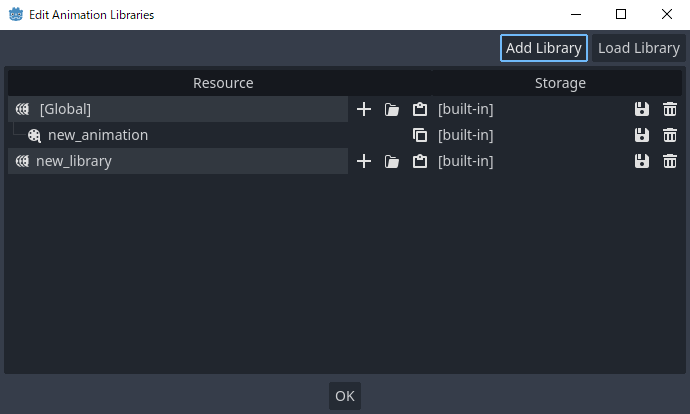 Edit Animation Libraries
Add Library Load Library
Resource Storage
[Global] [built-in]
new_animation [built-in]
new_library [built-in]
OK